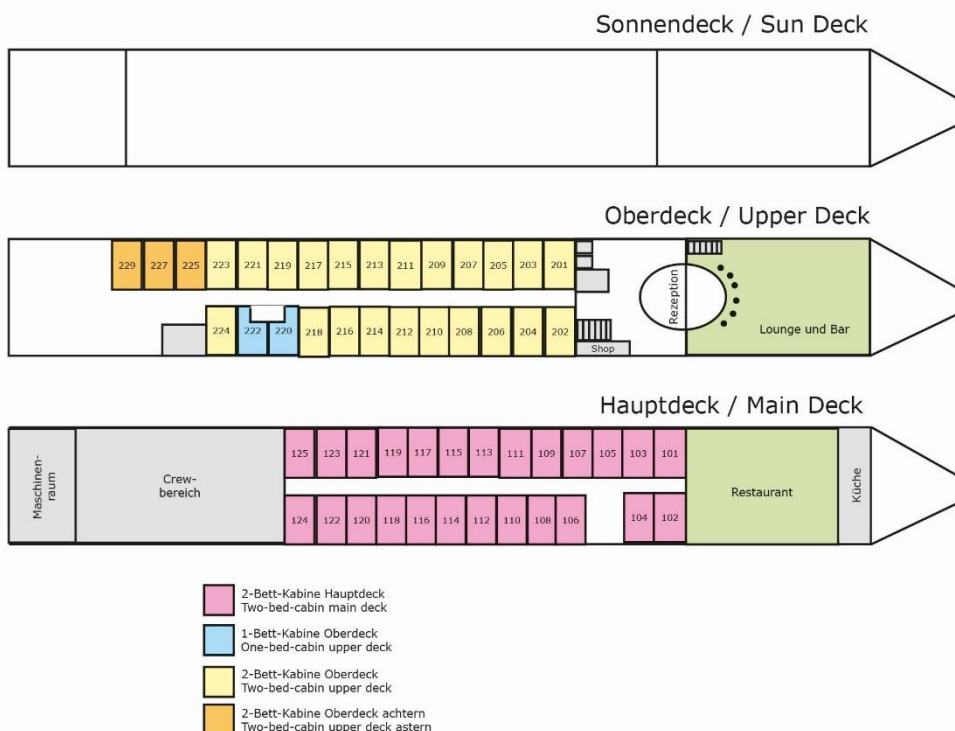 Sonnendeck / Sun Deck
Oberdeck / Upper Deck
229 227 225 223 221 219 217 215 213 211 209 207 205 203 201
224 222 220 218 216 214 212 210 208 206 204 202
Rezeption
Lounge und Bar
Shop
Hauptdeck / Main Deck
Maschinen-
raum
Crew-
bereich
125 123 121 119 117 115 113 111 109 107 105 103 101
124 122 120 118 116 114 112 110 108 106 104 102
Restaurant
Küche
2-Bett-Kabine Hauptdeck
Two-bed-cabin main deck
1-Bett-Kabine Oberdeck
One-bed-cabin upper deck
2-Bett-Kabine Oberdeck
Two-bed-cabin upper deck
2-Bett-Kabine Oberdeck achtern
Two-bed-cabin upper deck astern